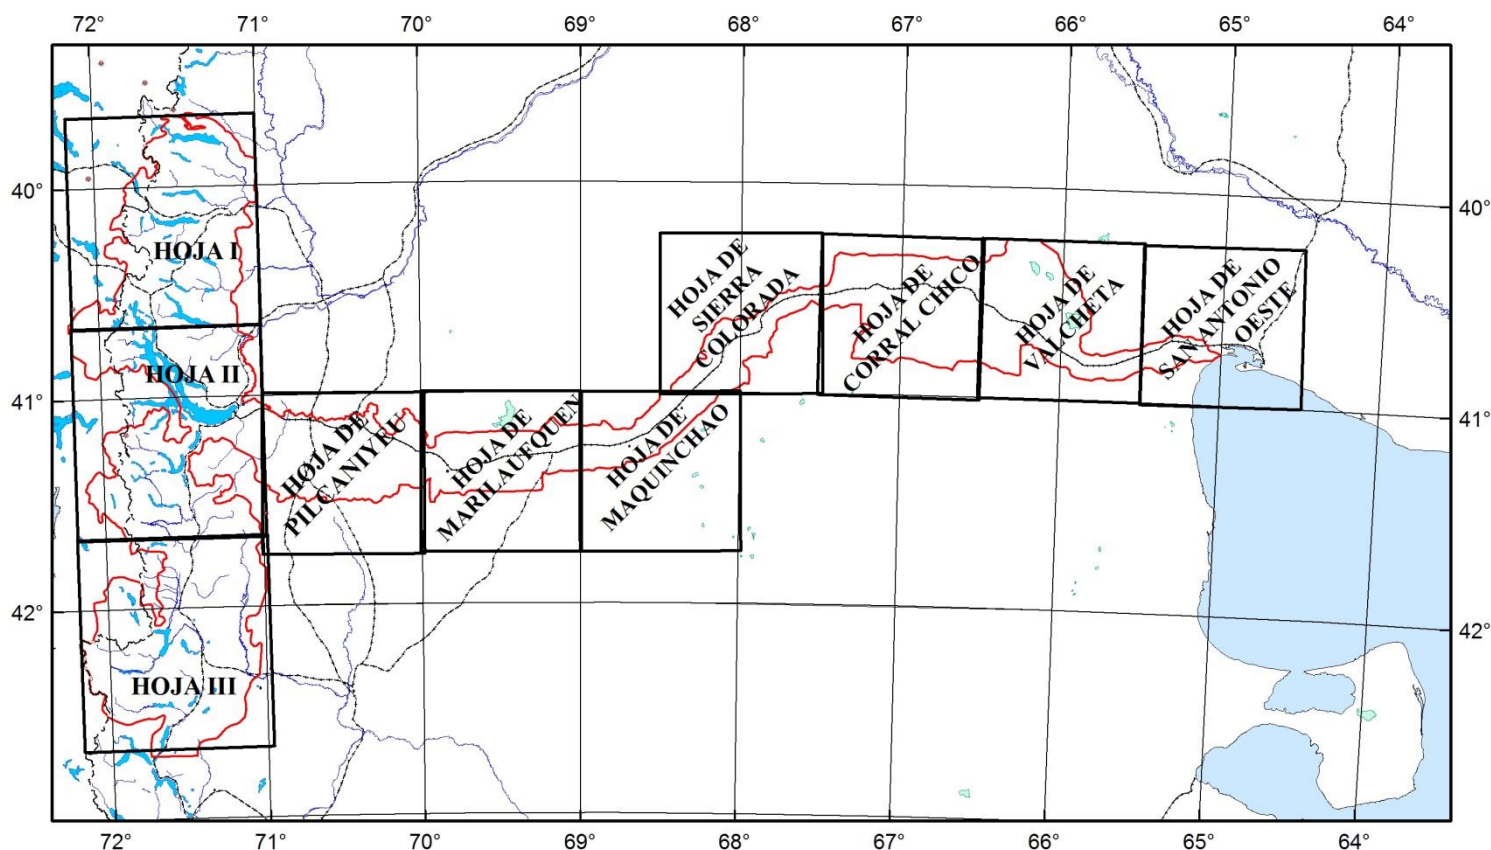 72° 71° 70° 69° 68° 67° 66° 65° 64°
40° 40°
HOJA I
HOJA DE
SIERRA
COLORADA
HOJA DE
CORRAL CHICO
HOJA DE
VALCHETA
HOJA DE
SAN ANTONIO
OESTE
HOJA II
41° 41°
HOJA DE
PILCANIYEU
HOJA DE
MARILAUFQUEN
HOJA DE
MAQUINCHAO
42° 42°
HOJA III
72° 71° 70° 69° 68° 67° 66° 65° 64°